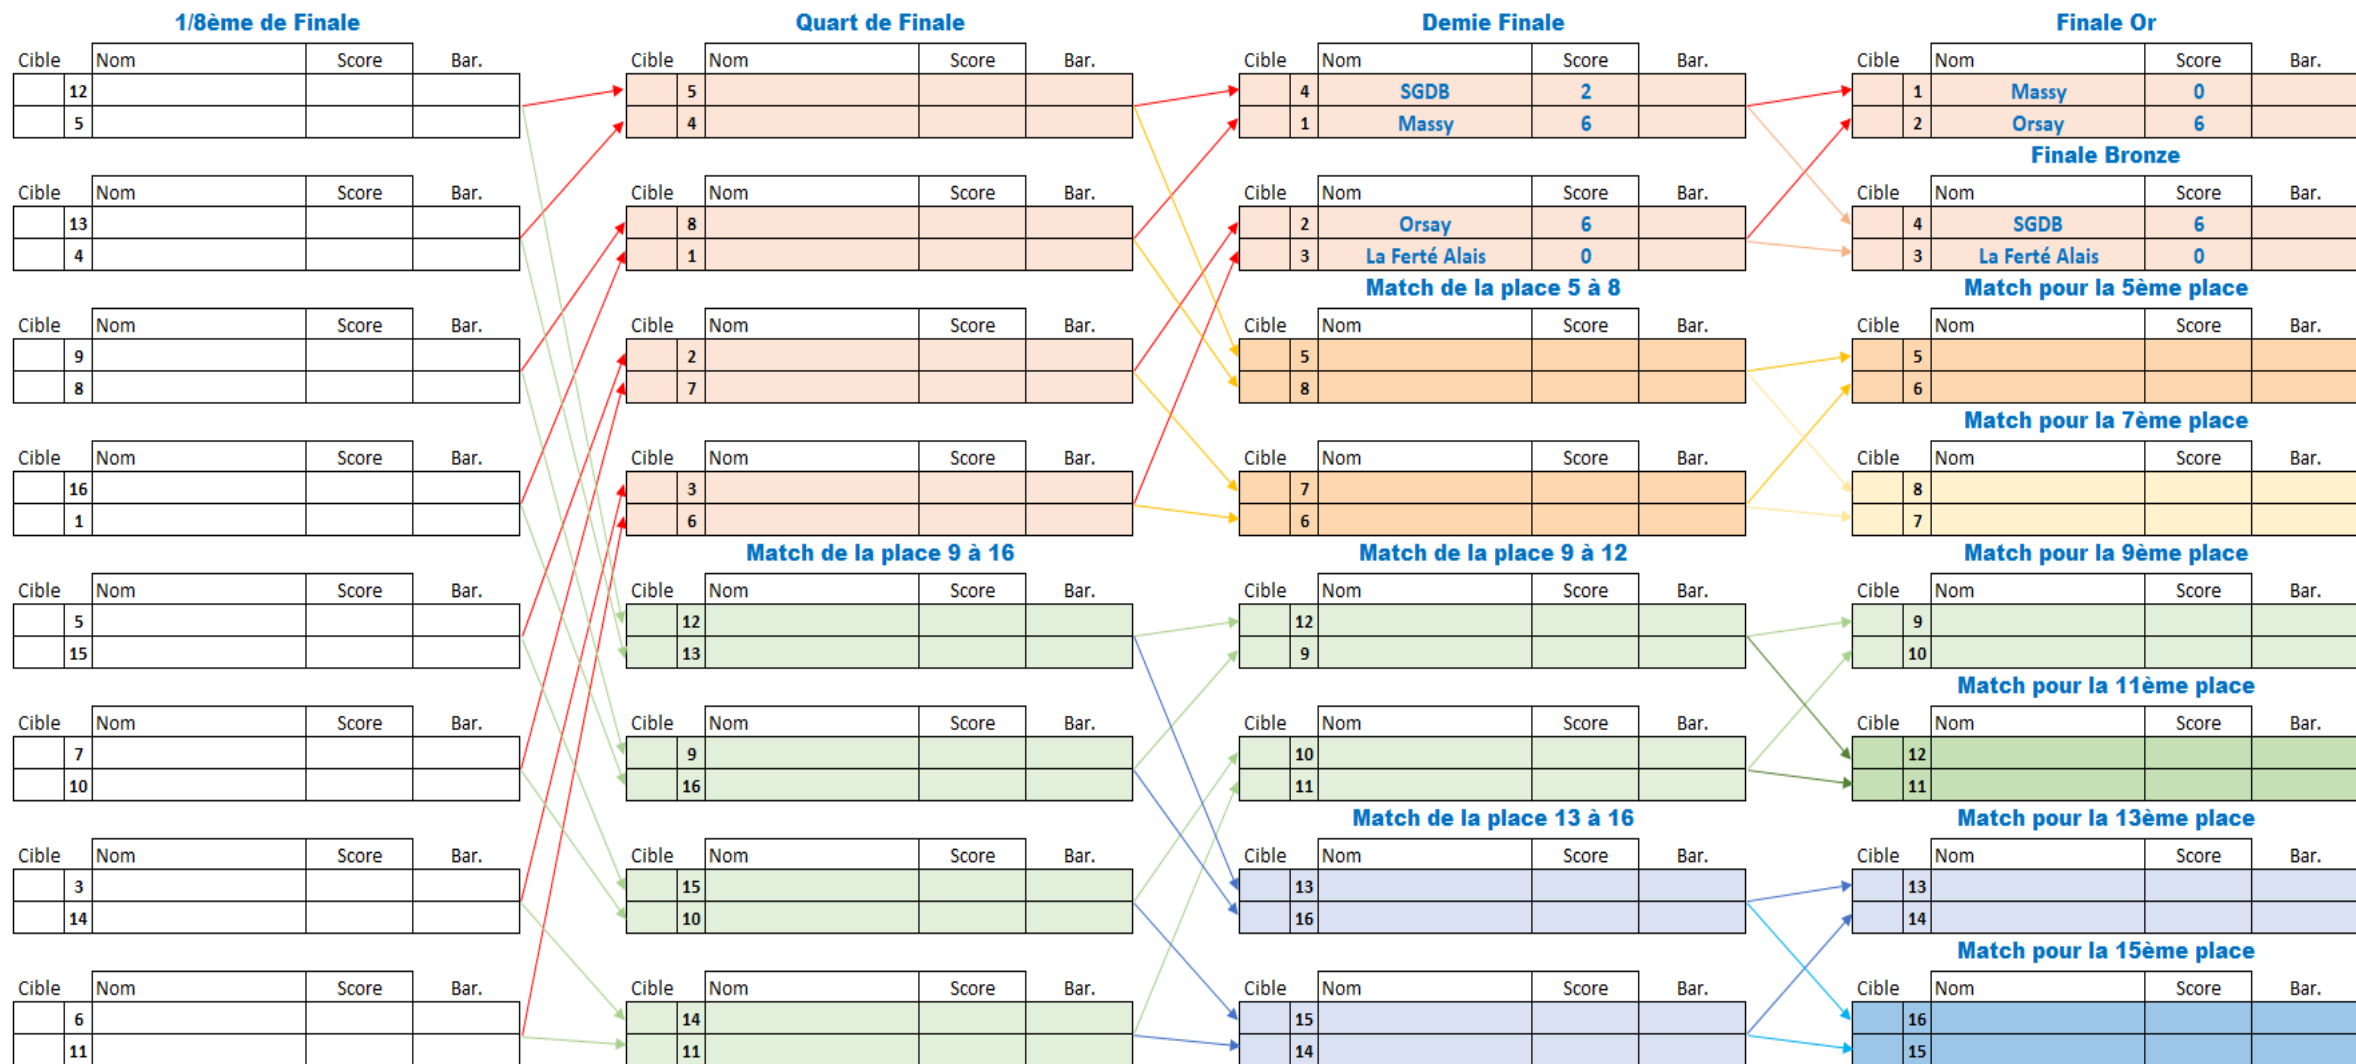 1/8ème de Finale Quart de Finale Demie Finale Finale Or
Cible Nom Score Bar. Cible Nom Score Bar. Cible Nom Score Bar. Cible Nom Score Bar.
12 5 4 SGDB 2 1 Massy 0
5 4 1 Massy 6 2 Orsay 6
Finale Bronze
Cible Nom Score Bar. Cible Nom Score Bar. Cible Nom Score Bar. Cible Nom Score Bar.
13 8 2 Orsay 6 4 SGDB 6
4 1 3 La Ferté Alais 0 3 La Ferté Alais 0
Match de la place 5 à 8 Match pour la 5ème place
Cible Nom Score Bar. Cible Nom Score Bar. Cible Nom Score Bar. Cible Nom Score Bar.
9 2 5 5
8 7 8 6
Match pour la 7ème place
Cible Nom Score Bar. Cible Nom Score Bar. Cible Nom Score Bar. Cible Nom Score Bar.
16 3 7 8
1 6 6 7
Match de la place 9 à 16 Match de la place 9 à 12 Match pour la 9ème place
Cible Nom Score Bar. Cible Nom Score Bar. Cible Nom Score Bar. Cible Nom Score Bar.
5 12 12 9
15 13 9 10
Match pour la 11ème place
Cible Nom Score Bar. Cible Nom Score Bar. Cible Nom Score Bar. Cible Nom Score Bar.
7 9 10 12
10 16 11 11
Match de la place 13 à 16 Match pour la 13ème place
Cible Nom Score Bar. Cible Nom Score Bar. Cible Nom Score Bar. Cible Nom Score Bar.
3 15 13 13
14 10 16 14
Match pour la 15ème place
Cible Nom Score Bar. Cible Nom Score Bar. Cible Nom Score Bar. Cible Nom Score Bar.
6 14 15 16
11 11 14 15